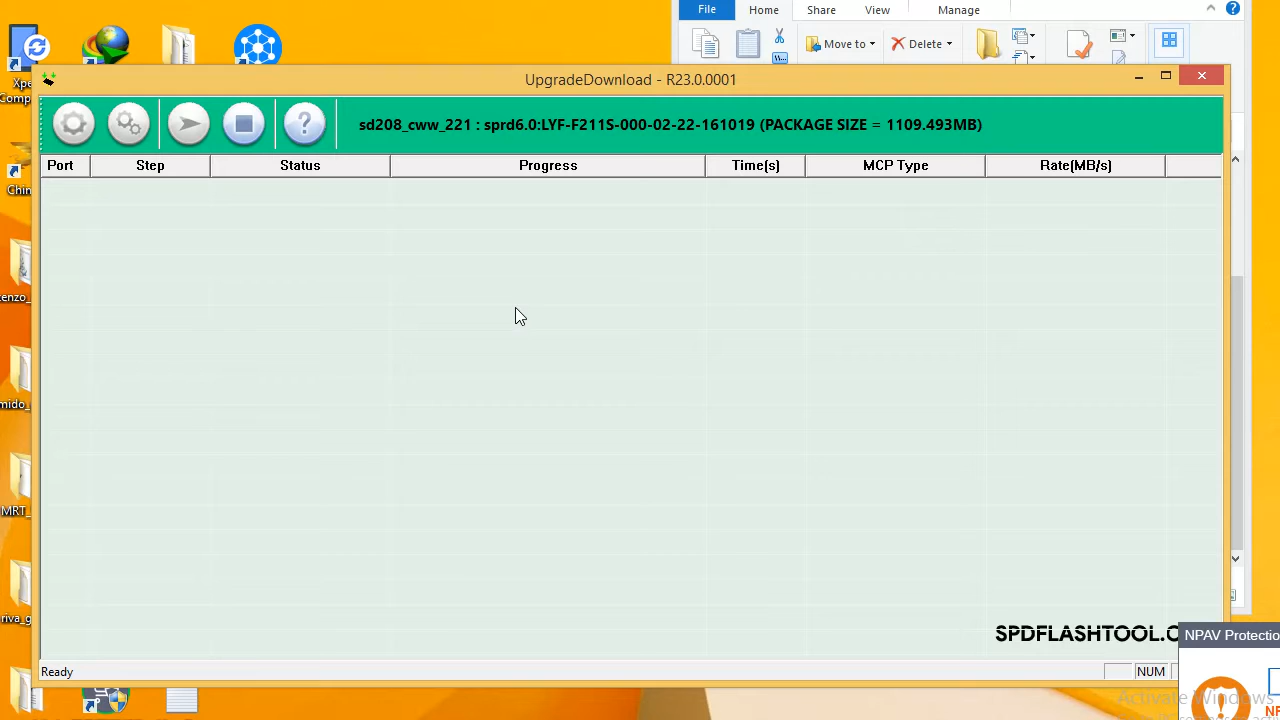 File Home Share View Manage
Move to Delete
Xpe
Comp
UpgradeDownload - R23.0.0001
sd208_cww_221 : sprd6.0:LYF-F211S-000-02-22-161019 (PACKAGE SIZE = 1109.493MB)
Port Step Status Progress Time(s) MCP Type Rate(MB/s)
Chin
enzo_
mido_
MRT_
riva_g
SPDFLASHTOOL.C
NPAV Protectio
Ready NUM
Activate Windows
NP